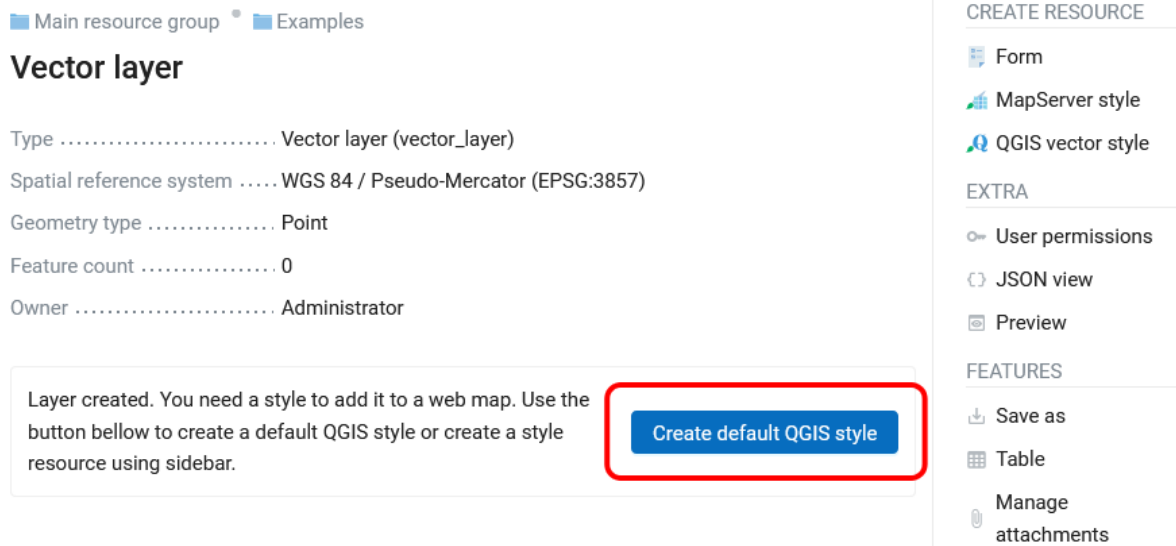 Main resource group Examples
Vector layer
Type .......................... Vector layer (vector_layer)
Spatial reference system ..... WGS 84 / Pseudo-Mercator (EPSG:3857)
Geometry type ................ Point
Feature count ................. 0
Owner ......................... Administrator
Layer created. You need a style to add it to a web map. Use the
button bellow to create a default QGIS style or create a style
resource using sidebar.
Create default QGIS style
CREATE RESOURCE
Form
MapServer style
QGIS vector style
EXTRA
User permissions
JSON view
Preview
FEATURES
Save as
Table
Manage
attachments